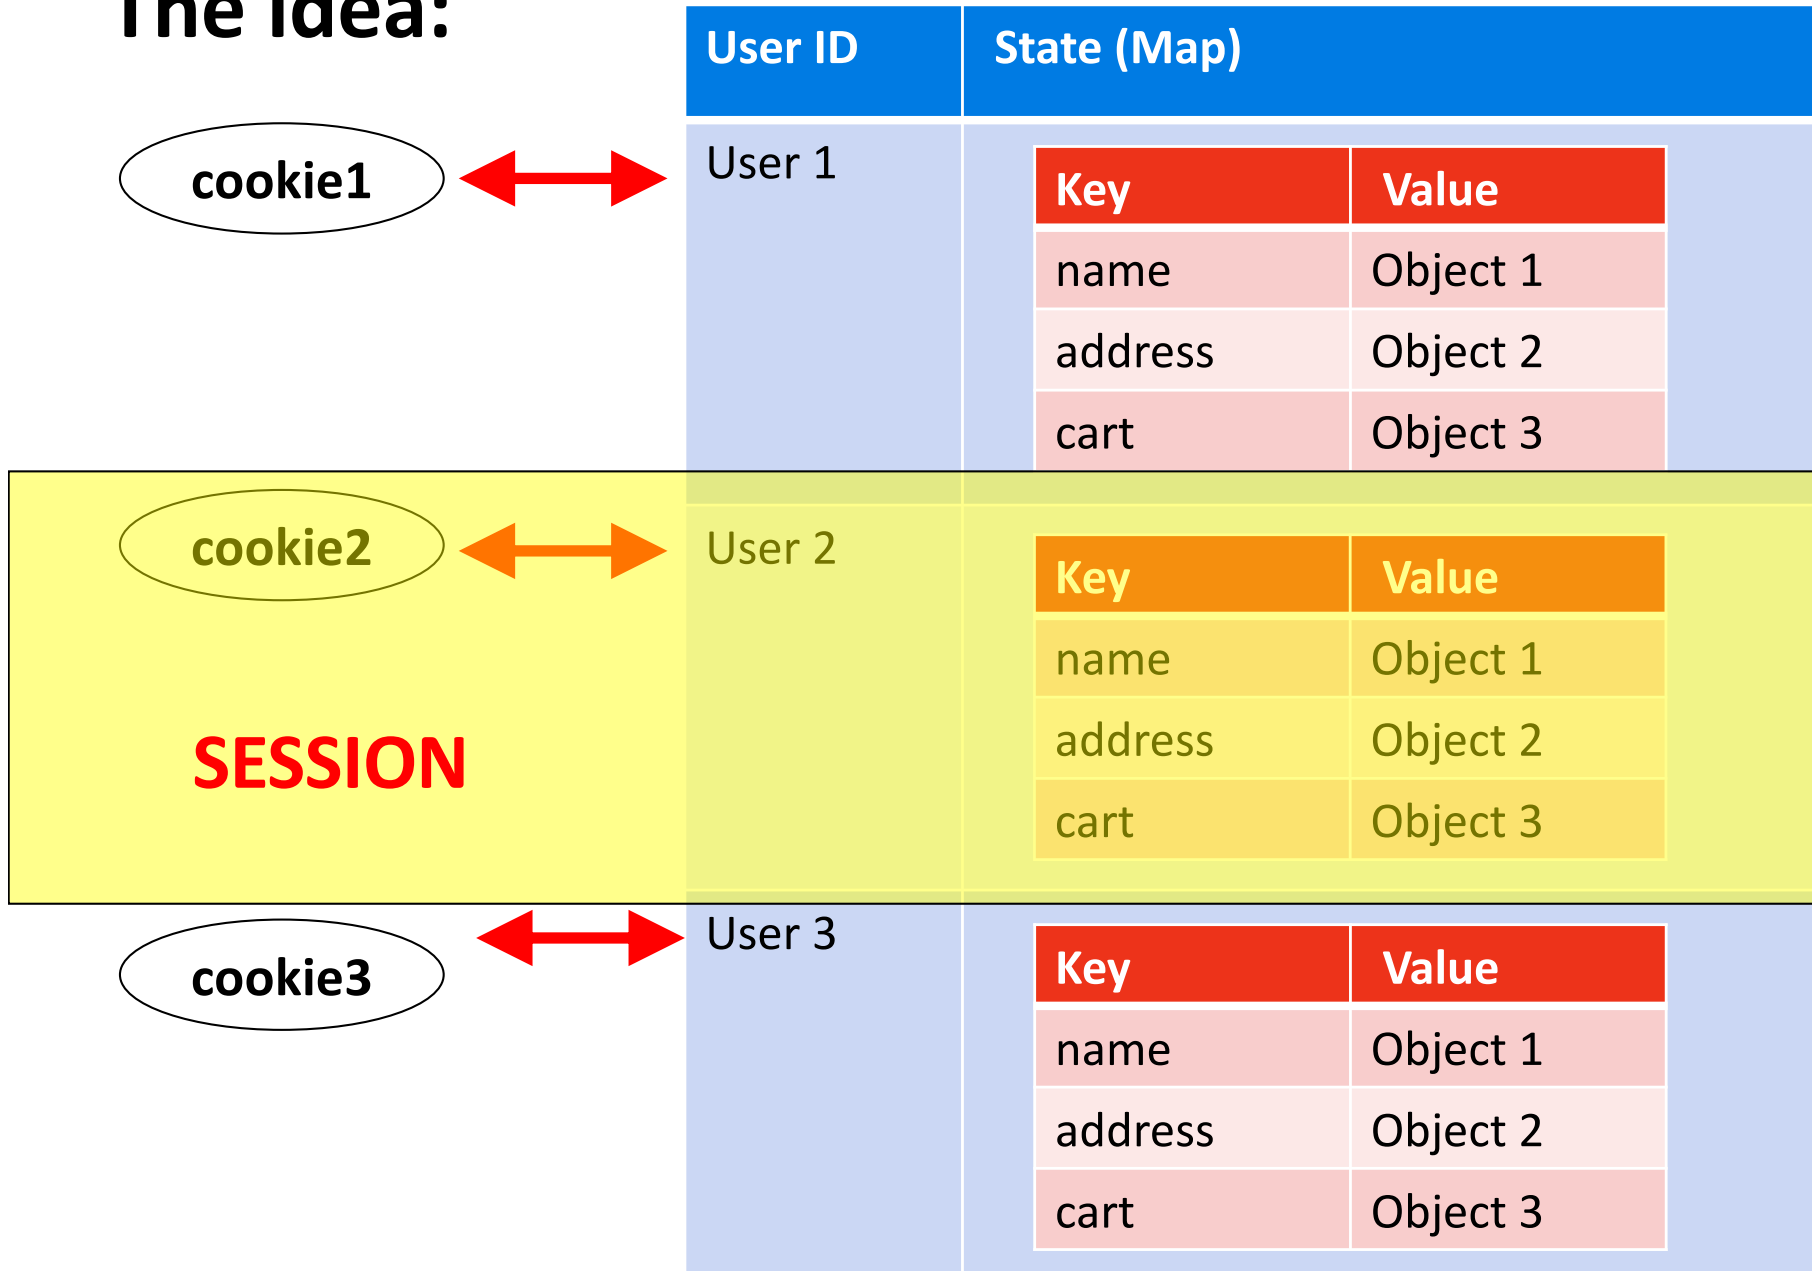 The idea:
User ID State (Map)
cookie1 User 1
Key Value
name Object 1
address Object 2
cart Object 3
cookie2 User 2
Key Value
name Object 1
address Object 2
SESSION
cart Object 3
User 3
cookie3 Key Value
name Object 1
address Object 2
cart Object 3